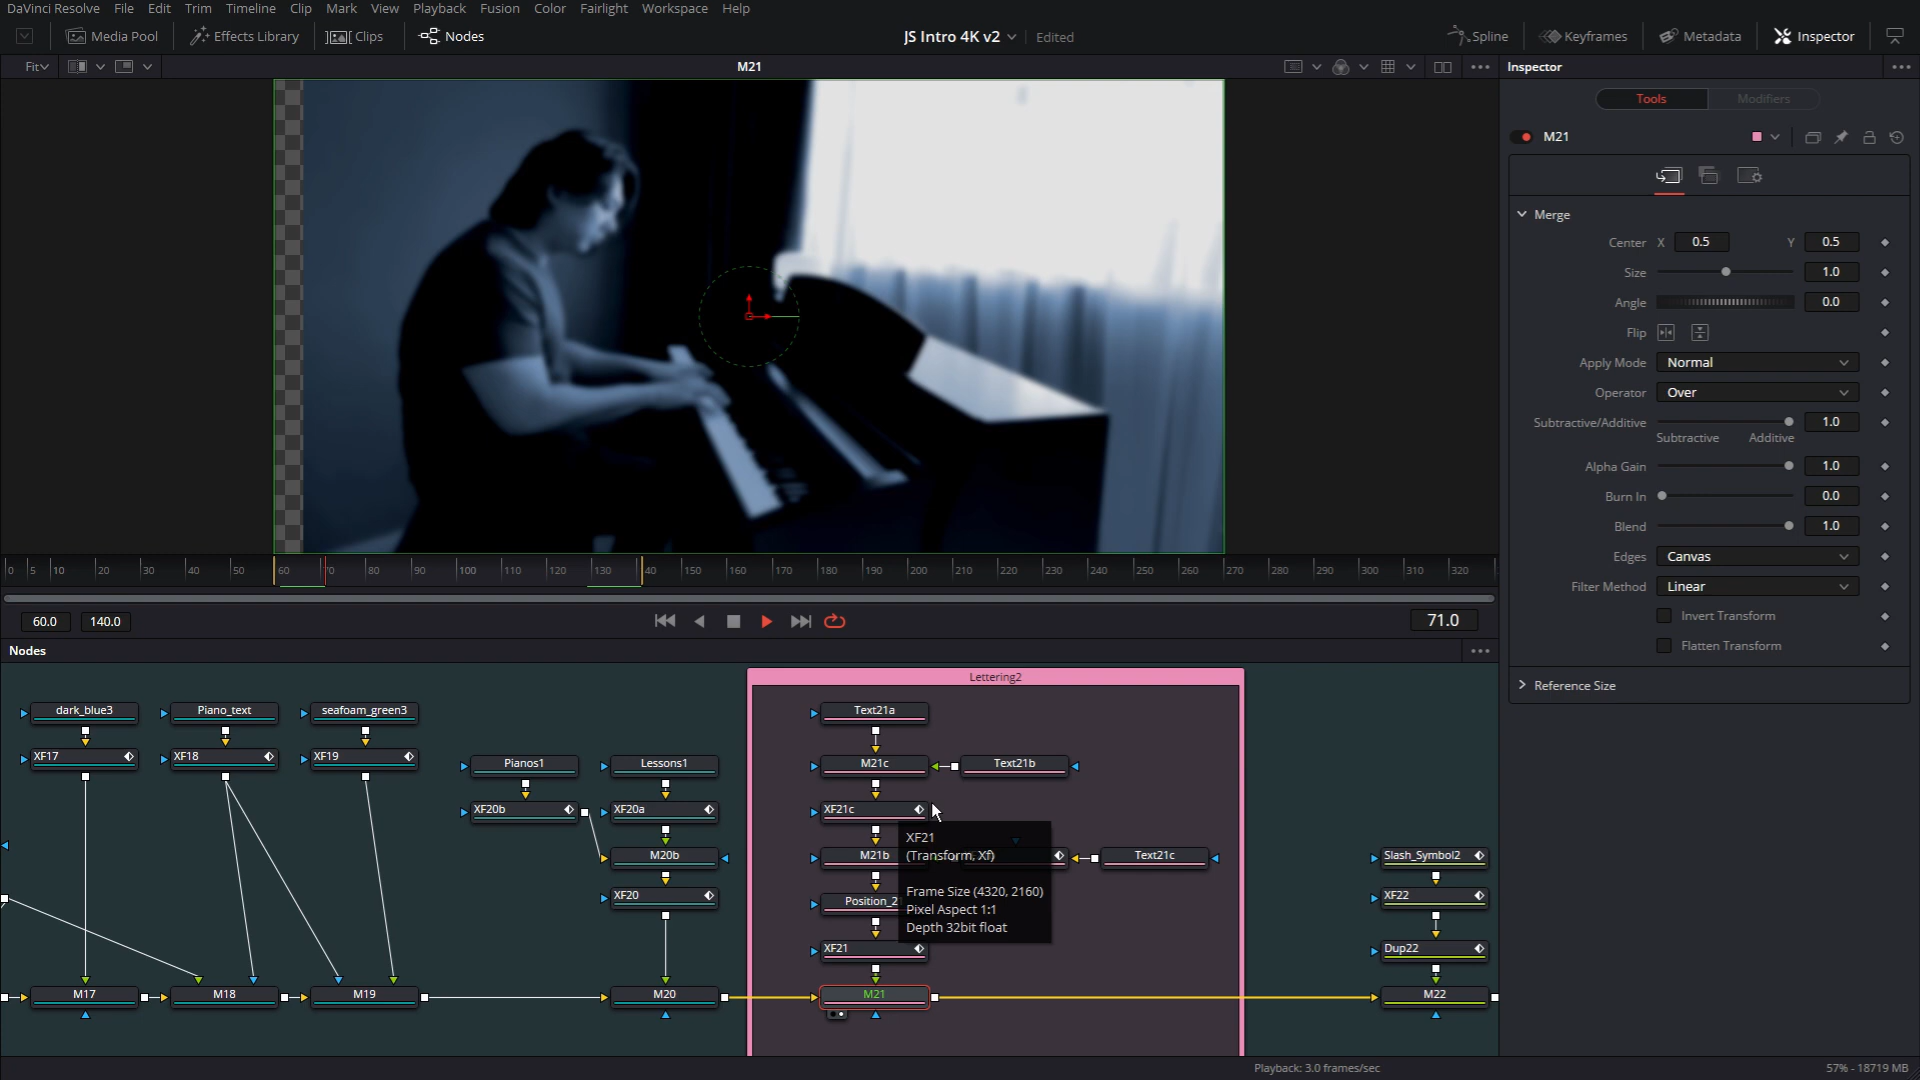 DaVinci Resolve File Edit Trim Timeline Clip Mark View Playback Fusion Color Fairlight Workspace Help
Media Pool Effects Library Clips Nodes JS Intro 4K v2 Edited Spline Keyframes Metadata Inspector
Fit M21 Inspector
Tools Modifiers
M21
Merge
Center X 0.5 Y 0.5
Size 1.0
Angle 0.0
Flip
Apply Mode Normal
Operator Over
Subtractive/Additive 1.0
Subtractive Additive
Alpha Gain 1.0
Burn In 0.0
Blend 1.0
Edges Canvas
Filter Method Linear
Invert Transform
Flatten Transform
Reference Size
0 5 10 20 30 40 50 60 70 80 90 100 110 120 130 40 150 160 170 180 190 200 210 220 230 240 250 260 270 280 290 300 310 320
60.0 140.0 71.0
Nodes
Lettering2
dark_blue3 Piano_text seafoam_green3 Text21a
XF17 XF18 XF19 Pianos1 Lessons1 M21c Text21b
XF20b XF20a XF21c
XF21
(Transform, Xf)
Frame Size (4320, 2160)
Pixel Aspect 1:1
Depth 32bit float
M20b M21b Text21c Slash_Symbol2
XF20 Position_21 XF22
XF21 Dup22
M17 M18 M19 M20 M21 M22
Playback: 3.0 frames/sec 57% - 18719 MB